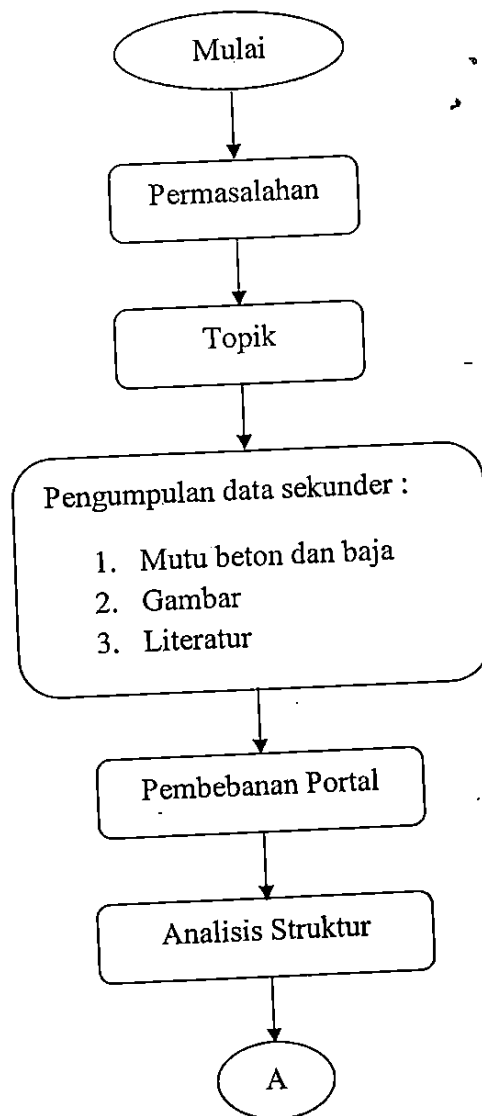 Mulai
Permasalahan
Topik
Pengumpulan data sekunder :
1. Mutu beton dan baja
2. Gambar
3. Literatur
Pembebanan Portal
Analisis Struktur
A